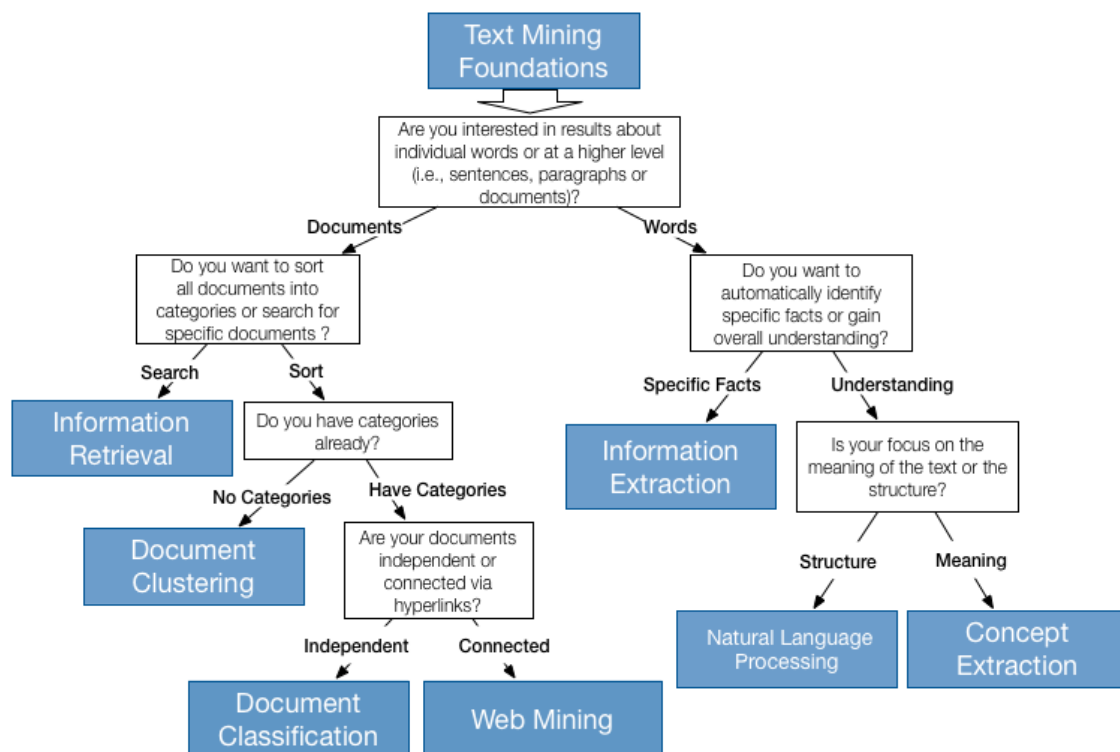 Text Mining
Foundations
Are you interested in results about
individual words or at a higher level
(i.e., sentences, paragraphs or
documents)?
Documents
Words
Do you want to sort
all documents into
categories or search for
specific documents ?
Do you want to
automatically identify
specific facts or gain
overall understanding?
Search
Sort
Specific Facts
Understanding
Information
Retrieval
Do you have categories
already?
Information
Extraction
Is your focus on the
meaning of the text or the
structure?
No Categories
Have Categories
Document
Clustering
Are your documents
independent or
connected via
hyperlinks?
Structure
Meaning
Independent
Connected
Natural Language
Processing
Concept
Extraction
Document
Classification
Web Mining